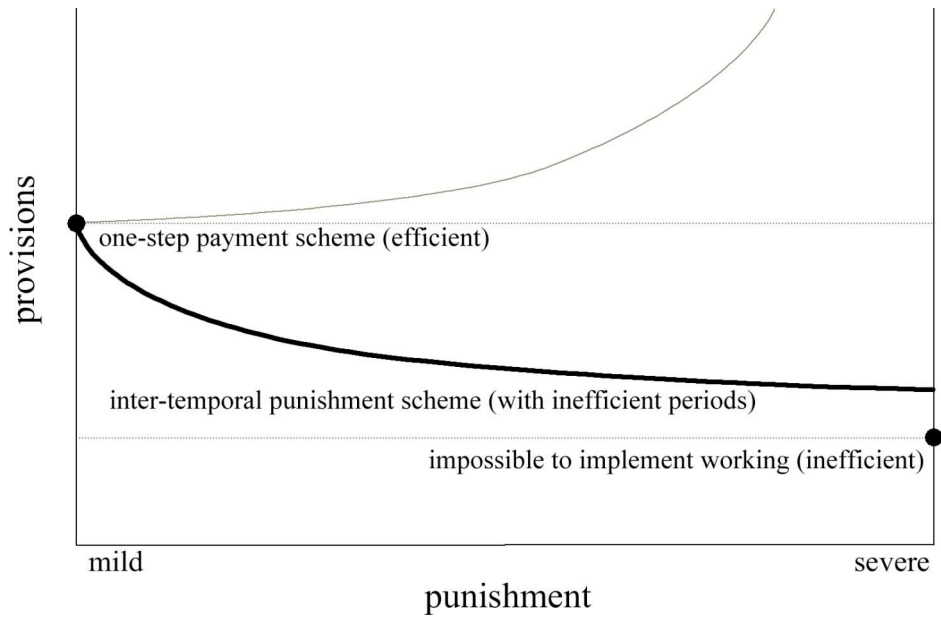 provisions
one-step payment scheme (efficient)
inter-temporal punishment scheme (with inefficient periods)
impossible to implement working (inefficient)
mild
severe
punishment